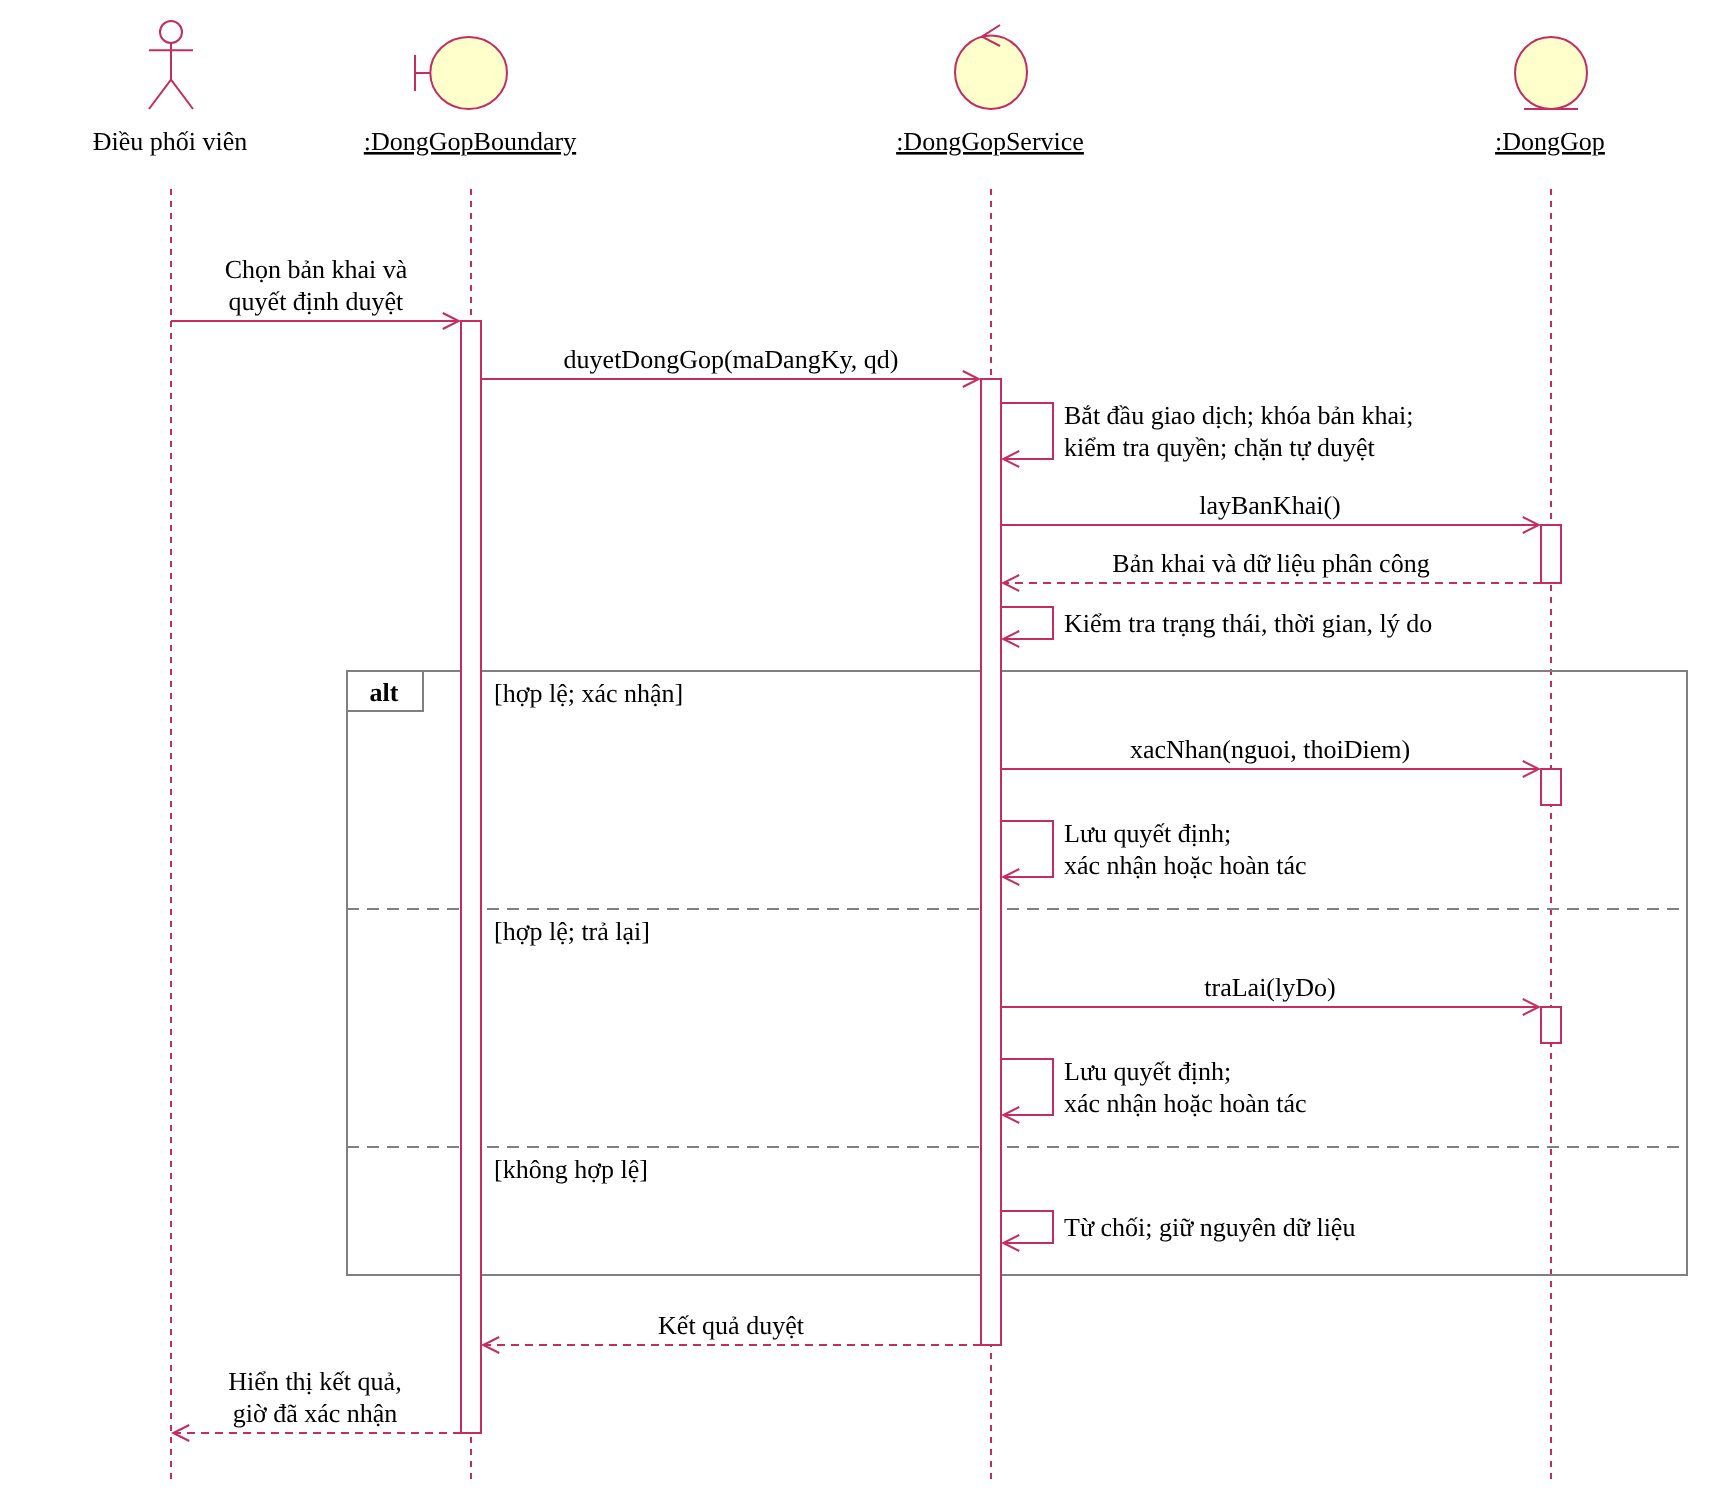 Điều phối viên
:DongGopBoundary
:DongGopService
:DongGop
Chọn bản khai và
quyết định duyệt
duyetDongGop(maDangKy, qd)
Bắt đầu giao dịch; khóa bản khai;
kiểm tra quyền; chặn tự duyệt
layBanKhai()
Bản khai và dữ liệu phân công
Kiểm tra trạng thái, thời gian, lý do
alt
[hợp lệ; xác nhận]
xacNhan(nguoi, thoiDiem)
Lưu quyết định;
xác nhận hoặc hoàn tác
[hợp lệ; trả lại]
traLai(lyDo)
Lưu quyết định;
xác nhận hoặc hoàn tác
[không hợp lệ]
Từ chối; giữ nguyên dữ liệu
Kết quả duyệt
Hiển thị kết quả,
giờ đã xác nhận